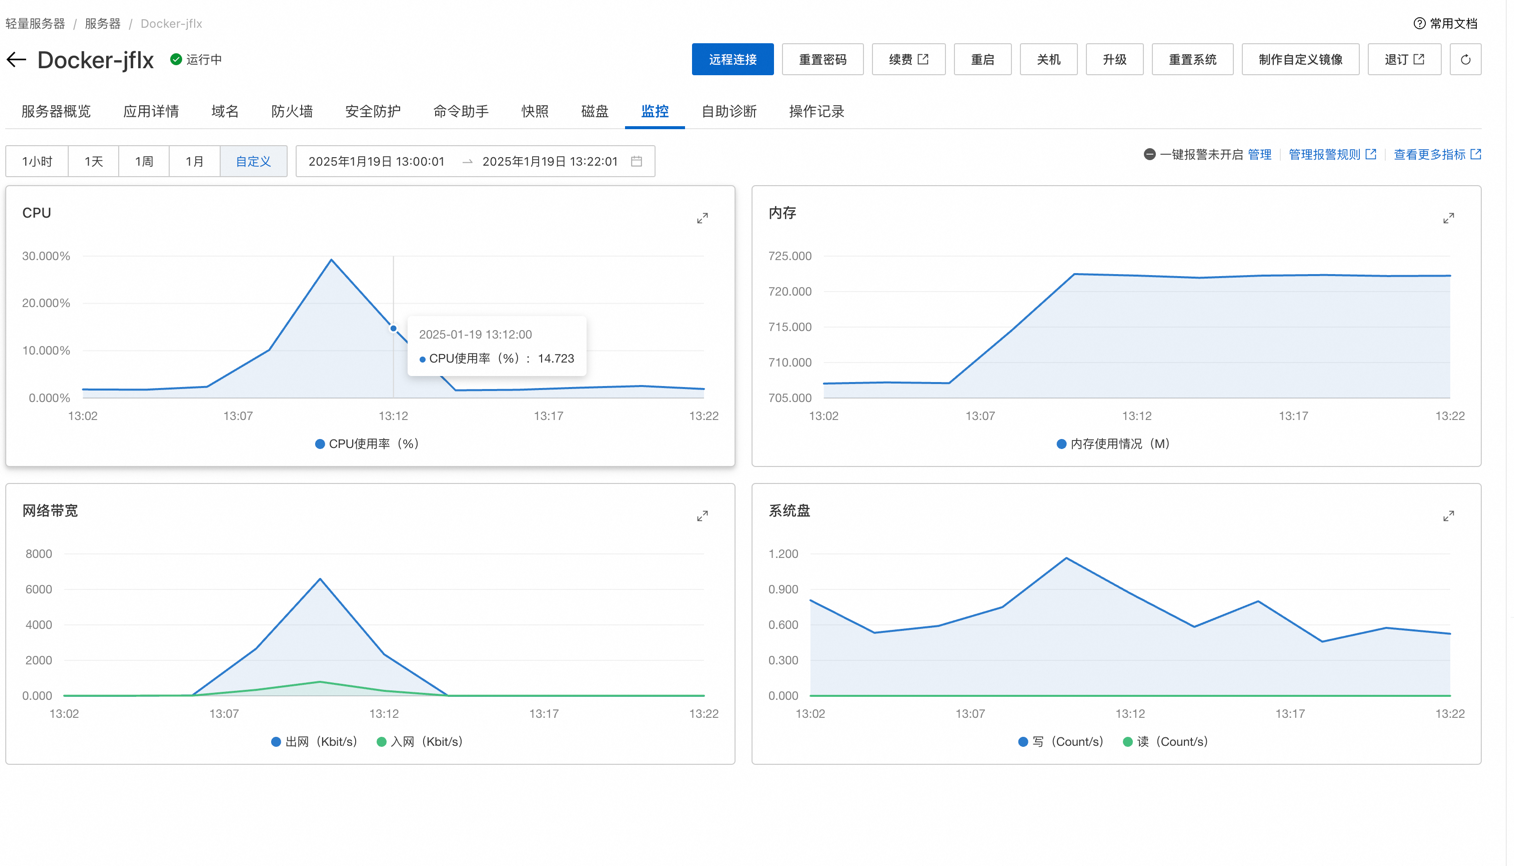 轻量服务器 / 服务器 / Docker-jflx
常用文档
Docker-jflx 运行中
远程连接 重置密码 续费 重启 关机 升级 重置系统 制作自定义镜像 退订
服务器概览 应用详情 域名 防火墙 安全防护 命令助手 快照 磁盘 监控 自助诊断 操作记录
1小时 1天 1周 1月 自定义 2025年1月19日 13:00:01 → 2025年1月19日 13:22:01
一键报警未开启 管理 管理报警规则 查看更多指标
CPU
30.000%
20.000%
10.000%
0.000%
13:02 13:07 13:12 13:17 13:22
2025-01-19 13:12:00
CPU使用率（%）: 14.723
CPU使用率（%）
内存
725.000
720.000
715.000
710.000
705.000
13:02 13:07 13:12 13:17 13:22
内存使用情况（M）
网络带宽
8000
6000
4000
2000
0.000
13:02 13:07 13:12 13:17 13:22
出网（Kbit/s） 入网（Kbit/s）
系统盘
1.200
0.900
0.600
0.300
0.000
13:02 13:07 13:12 13:17 13:22
写（Count/s） 读（Count/s）